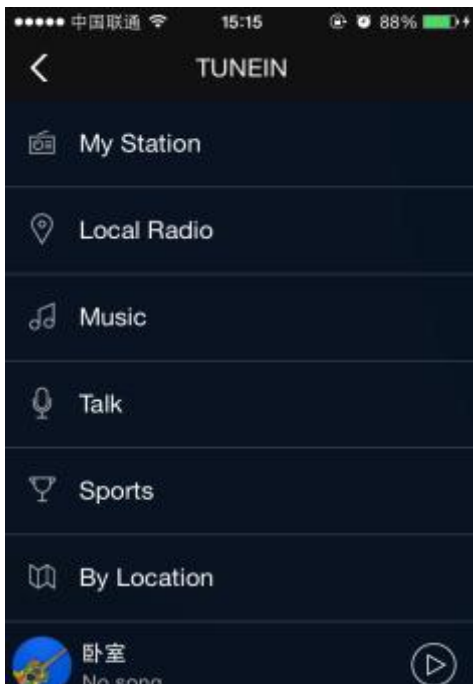 中国联通 15:15 88%
TUNEIN
My Station
Local Radio
Music
Talk
Sports
By Location
卧室
No song